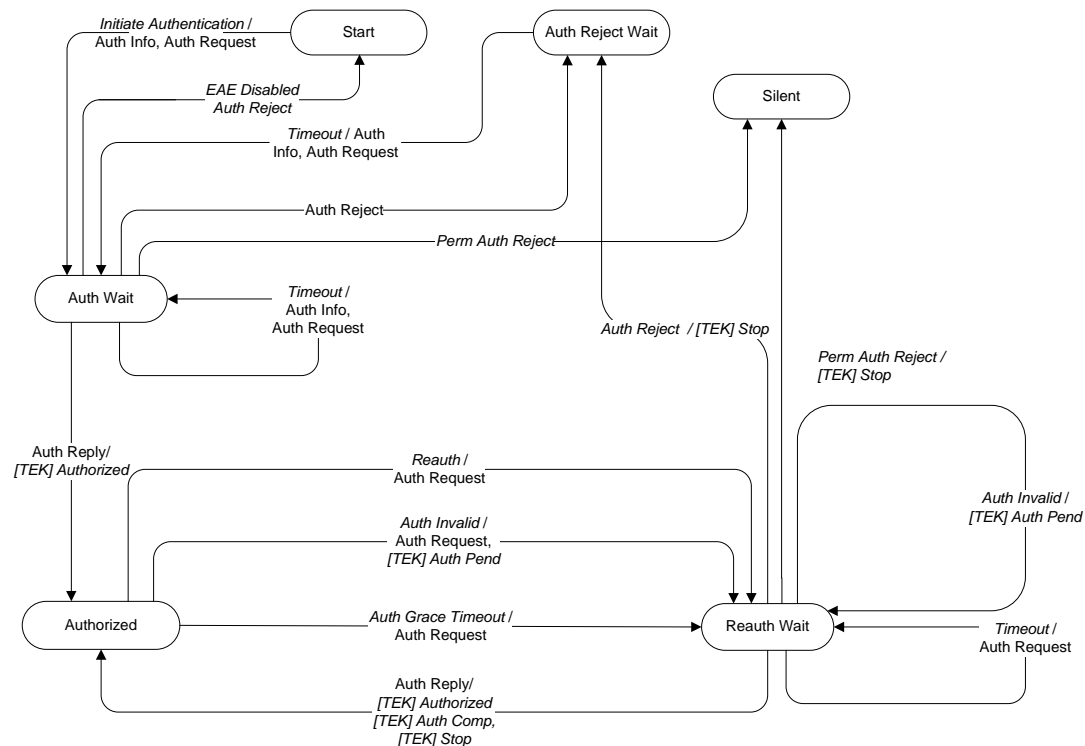 Initiate Authentication /
Auth Info, Auth Request
Start
Auth Reject Wait
EAE Disabled
Auth Reject
Silent
Timeout / Auth
Info, Auth Request
Auth Reject
Perm Auth Reject
Auth Wait
Timeout /
Auth Info,
Auth Request
Auth Reject / [TEK] Stop
Perm Auth Reject /
[TEK] Stop
Auth Reply/
[TEK] Authorized
Reauth /
Auth Request
Auth Invalid /
Auth Request,
[TEK] Auth Pend
Auth Invalid /
[TEK] Auth Pend
Authorized
Auth Grace Timeout /
Auth Request
Reauth Wait
Timeout /
Auth Request
Auth Reply/
[TEK] Authorized
[TEK] Auth Comp,
[TEK] Stop